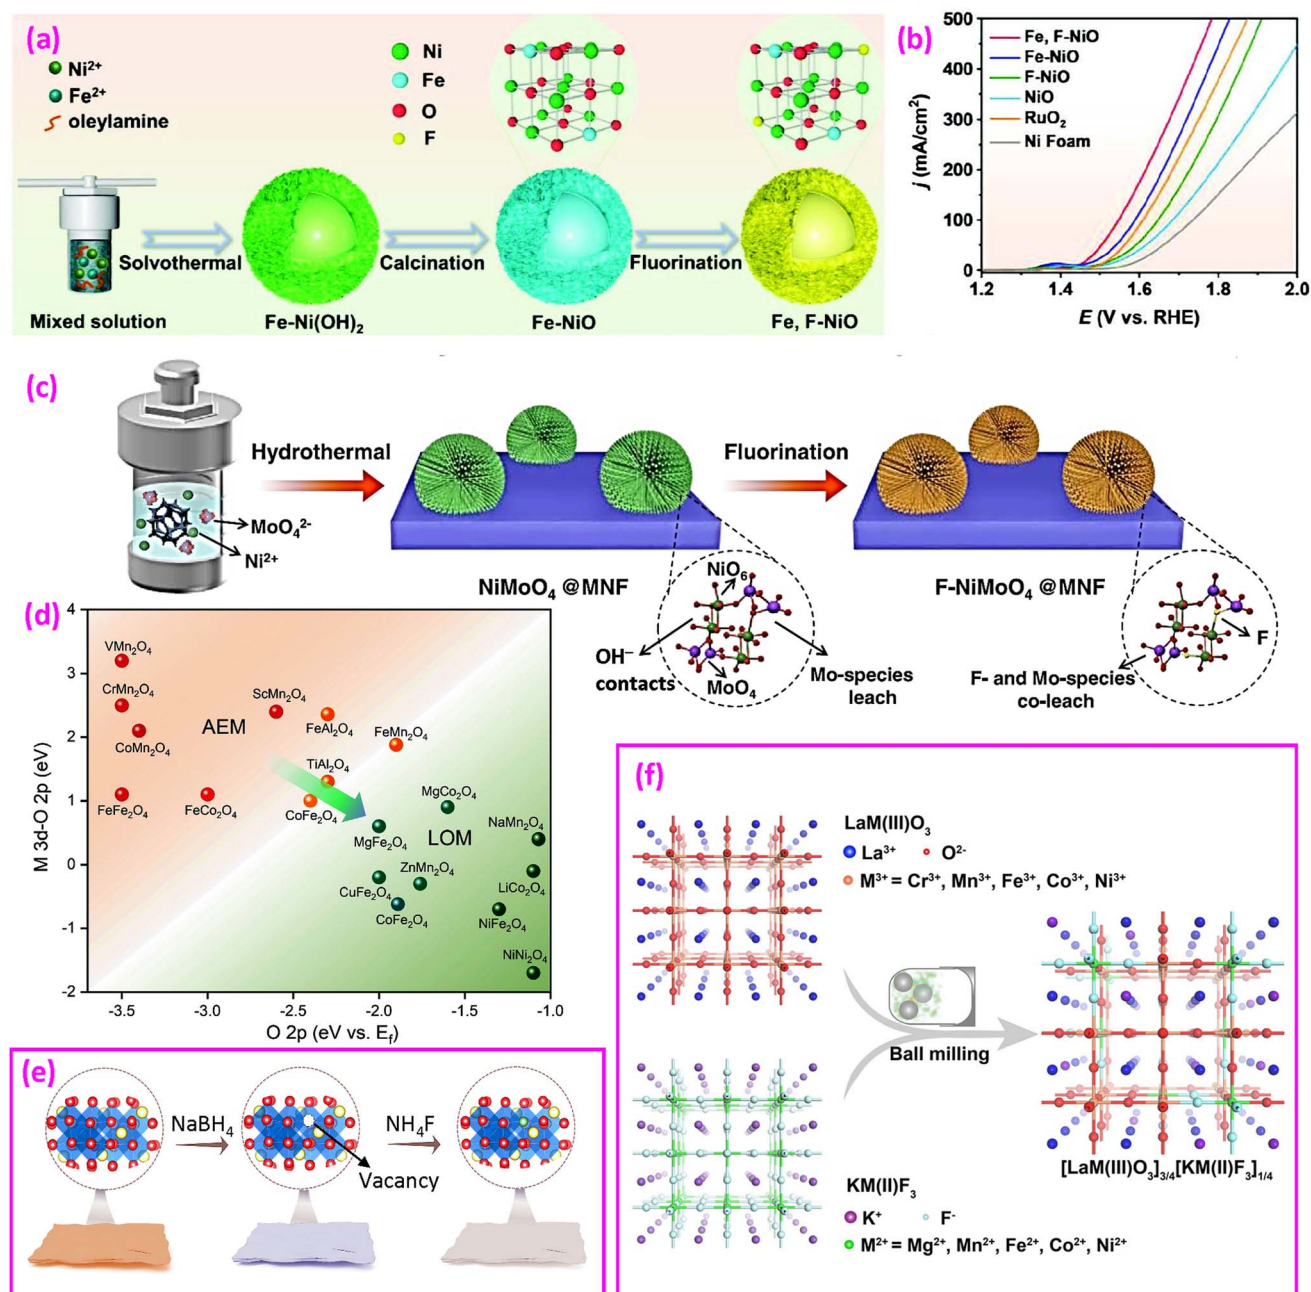 (a)
Ni²⁺
Fe²⁺
oleylamine
Ni
Fe
O
F
Solvothermal
Calcination
Fluorination
Mixed solution
Fe-Ni(OH)₂
Fe-NiO
Fe, F-NiO
(b)
500
400
300
200
100
0
j (mA/cm²)
Fe, F-NiO
Fe-NiO
F-NiO
NiO
RuO₂
Ni Foam
1.2
1.4
1.6
1.8
2.0
E (V vs. RHE)
(c)
Hydrothermal
Fluorination
MoO₄²⁻
Ni²⁺
NiMoO₄ @MNF
F-NiMoO₄ @MNF
NiO₆
OH⁻
contacts
MoO₄
Mo-species
leach
F
F- and Mo-species
co-leach
(d)
4
3
2
1
0
-1
-2
M 3d-O 2p (eV)
VMn₂O₄
CrMn₂O₄
CoMn₂O₄
ScMn₂O₄
FeAl₂O₄
FeMn₂O₄
AEM
TiAl₂O₄
FeFe₂O₄
FeCo₂O₄
CoFe₂O₄
MgCo₂O₄
MgFe₂O₄
LOM
NaMn₂O₄
ZnMn₂O₄
CuFe₂O₄
LiCo₂O₄
CoFe₂O₄
NiFe₂O₄
NiNi₂O₄
-3.5
-3.0
-2.5
-2.0
-1.5
-1.0
O 2p (eV vs. E_f)
(e)
NaBH₄
NH₄F
Vacancy
(f)
LaM(III)O₃
La³⁺
O²⁻
M³⁺ = Cr³⁺, Mn³⁺, Fe³⁺, Co³⁺, Ni³⁺
Ball milling
[LaM(III)O₃]₃/₄[KM(II)F₃]₁/₄
KM(II)F₃
K⁺
F⁻
M²⁺ = Mg²⁺, Mn²⁺, Fe²⁺, Co²⁺, Ni²⁺